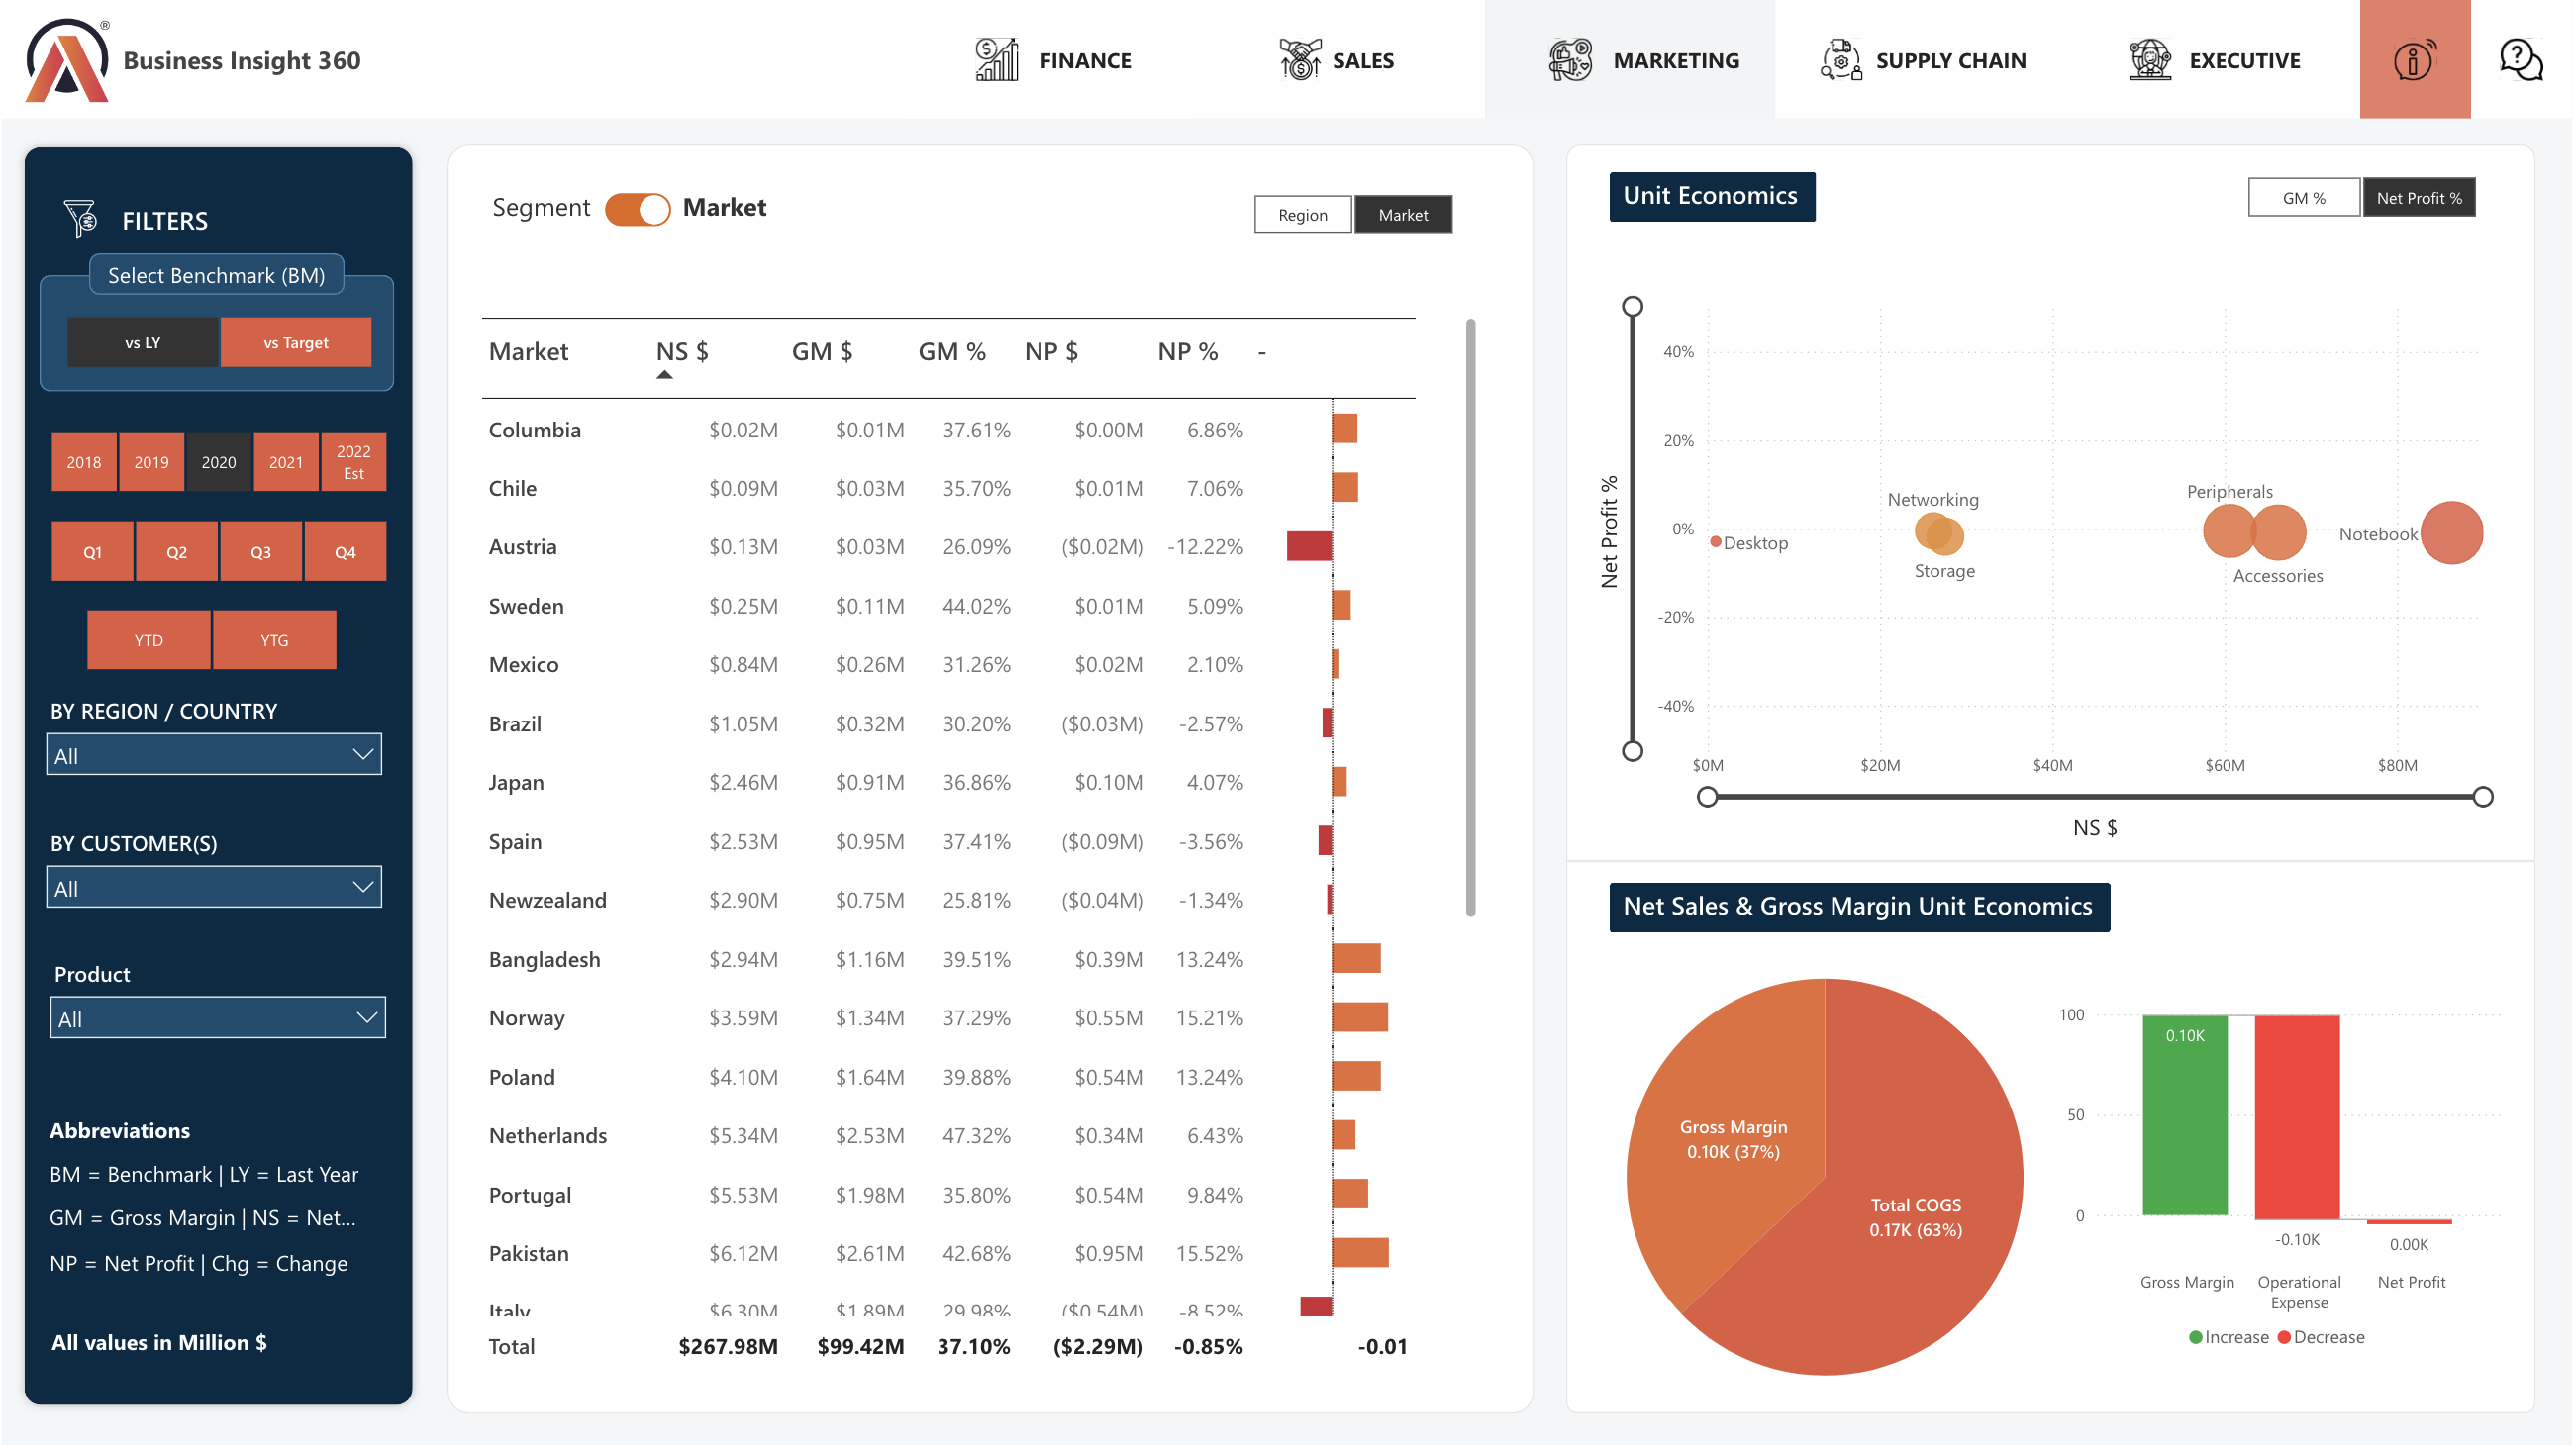 ®
Business Insight 360
FINANCE
SALES
MARKETING
SUPPLY CHAIN
EXECUTIVE
FILTERS
Select Benchmark (BM)
vs LY
vs Target
2018
2019
2020
2021
2022
Est
Q1
Q2
Q3
Q4
YTD
YTG
BY REGION / COUNTRY
All
BY CUSTOMER(S)
All
Product
All
Abbreviations
BM = Benchmark | LY = Last Year
GM = Gross Margin | NS = Net...
NP = Net Profit | Chg = Change
All values in Million $
Segment
Market
Region
Market
Market NS $ GM $ GM % NP $ NP % -
Columbia $0.02M $0.01M 37.61% $0.00M 6.86%
Chile $0.09M $0.03M 35.70% $0.01M 7.06%
Austria $0.13M $0.03M 26.09% ($0.02M) -12.22%
Sweden $0.25M $0.11M 44.02% $0.01M 5.09%
Mexico $0.84M $0.26M 31.26% $0.02M 2.10%
Brazil $1.05M $0.32M 30.20% ($0.03M) -2.57%
Japan $2.46M $0.91M 36.86% $0.10M 4.07%
Spain $2.53M $0.95M 37.41% ($0.09M) -3.56%
Newzealand $2.90M $0.75M 25.81% ($0.04M) -1.34%
Bangladesh $2.94M $1.16M 39.51% $0.39M 13.24%
Norway $3.59M $1.34M 37.29% $0.55M 15.21%
Poland $4.10M $1.64M 39.88% $0.54M 13.24%
Netherlands $5.34M $2.53M 47.32% $0.34M 6.43%
Portugal $5.53M $1.98M 35.80% $0.54M 9.84%
Pakistan $6.12M $2.61M 42.68% $0.95M 15.52%
Italy $6.30M $1.89M 29.98% ($0.54M) -8.52%
Total $267.98M $99.42M 37.10% ($2.29M) -0.85% -0.01
Unit Economics
GM %
Net Profit %
Net Profit %
40%
20%
0%
-20%
-40%
Networking
Peripherals
Desktop
Notebook
Storage
Accessories
$0M $20M $40M $60M $80M
NS $
Net Sales & Gross Margin Unit Economics
Gross Margin
0.10K (37%)
Total COGS
0.17K (63%)
100
50
0
0.10K
-0.10K
0.00K
Gross Margin
Operational
Expense
Net Profit
Increase
Decrease